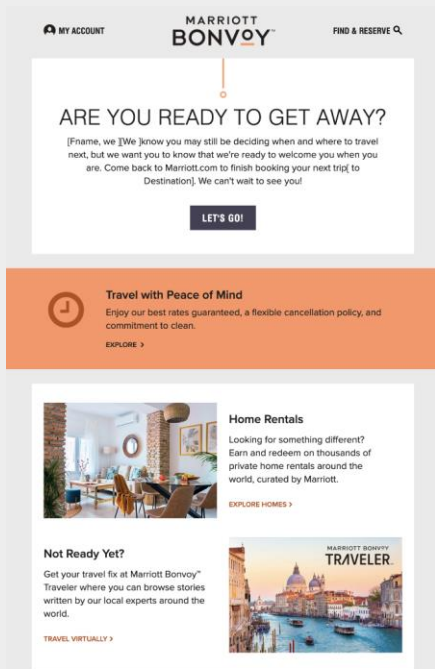 MY ACCOUNT
MARRIOTT
BONVOY™
FIND & RESERVE
ARE YOU READY TO GET AWAY?
[Fname, we ][We ]know you may still be deciding when and where to travel
next, but we want you to know that we're ready to welcome you when you
are. Come back to Marriott.com to finish booking your next trip[ to
Destination]. We can't wait to see you!
LET'S GO!
Travel with Peace of Mind
Enjoy our best rates guaranteed, a flexible cancellation policy, and
commitment to clean.
EXPLORE >
Home Rentals
Looking for something different?
Earn and redeem on thousands of
private home rentals around the
world, curated by Marriott.
EXPLORE HOMES >
Not Ready Yet?
Get your travel fix at Marriott Bonvoy™
Traveler where you can browse stories
written by our local experts around the
world.
TRAVEL VIRTUALLY >
MARRIOTT BONVOY
TRAVELER